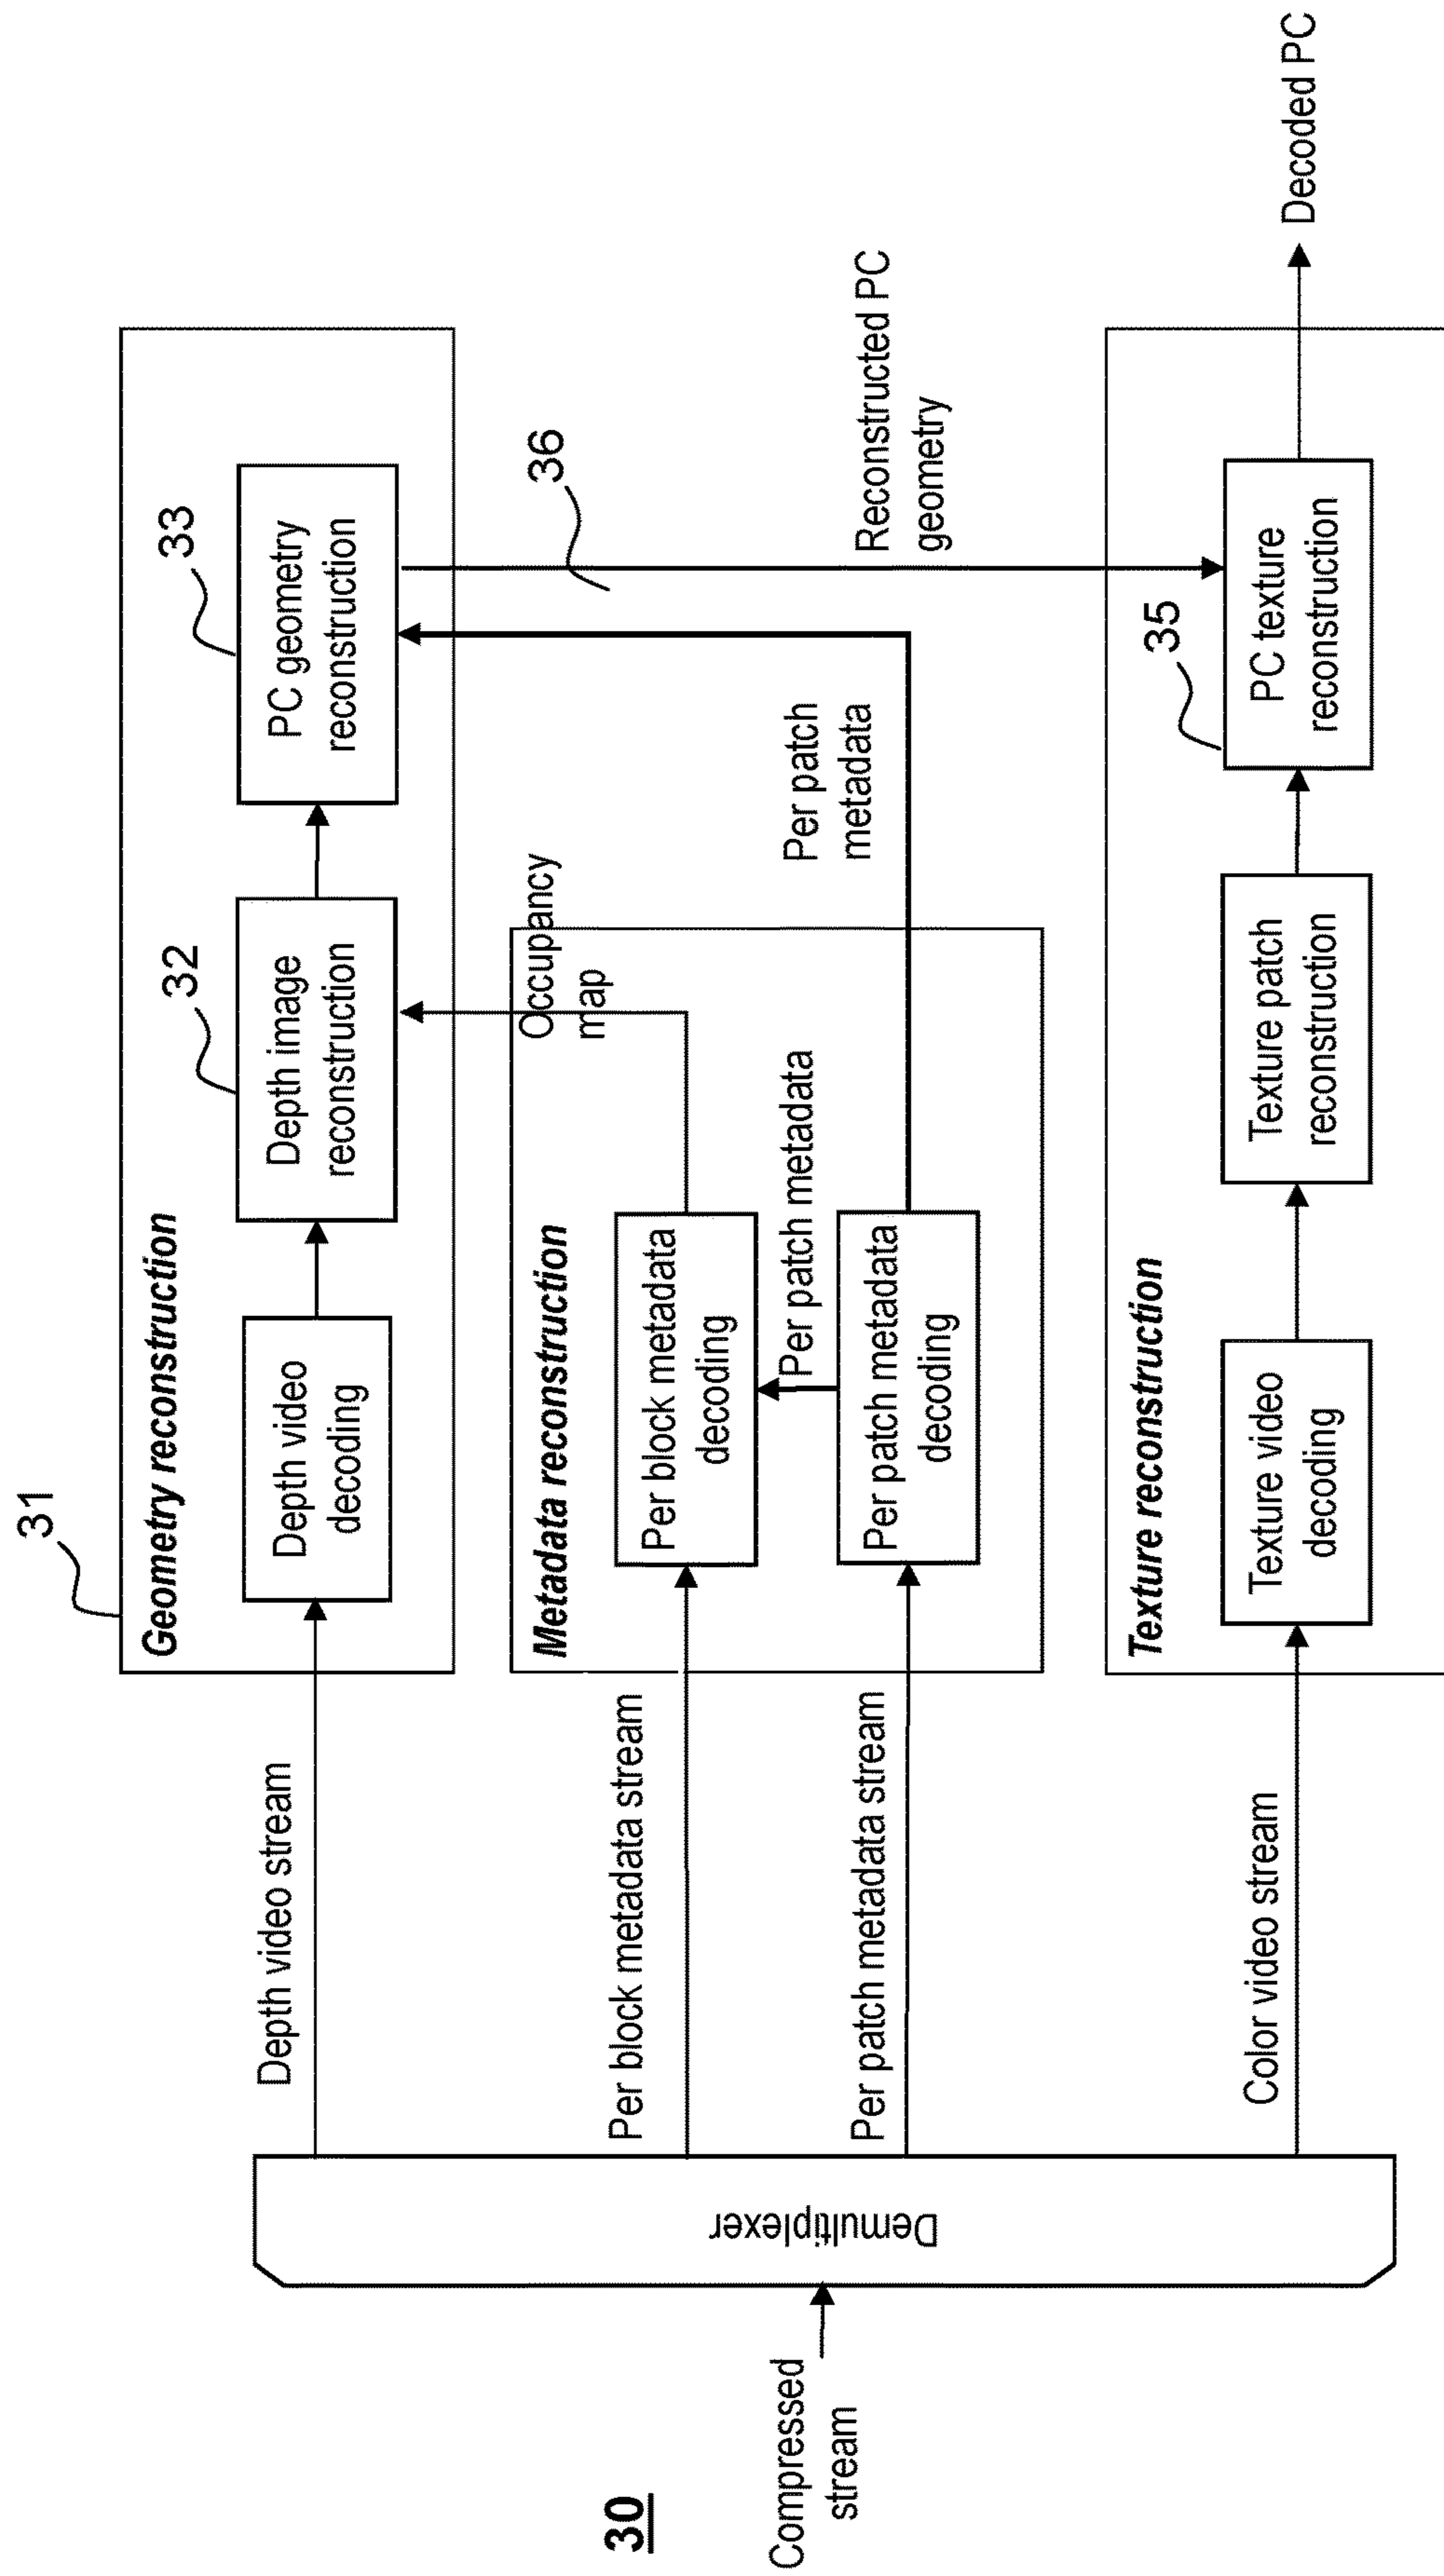 30
Compressed
stream
Demultiplexer
Depth video stream
Per block metadata stream
Per patch metadata stream
Color video stream
31
Geometry reconstruction
Depth video
decoding
32
Depth image
reconstruction
33
PC geometry
reconstruction
Metadata reconstruction
Per block metadata
decoding
Per patch metadata
Per patch metadata
decoding
Occupancy
map
Per patch
metadata
36
Reconstructed PC
geometry
Texture reconstruction
Texture video
decoding
Texture patch
reconstruction
35
PC texture
reconstruction
Decoded PC